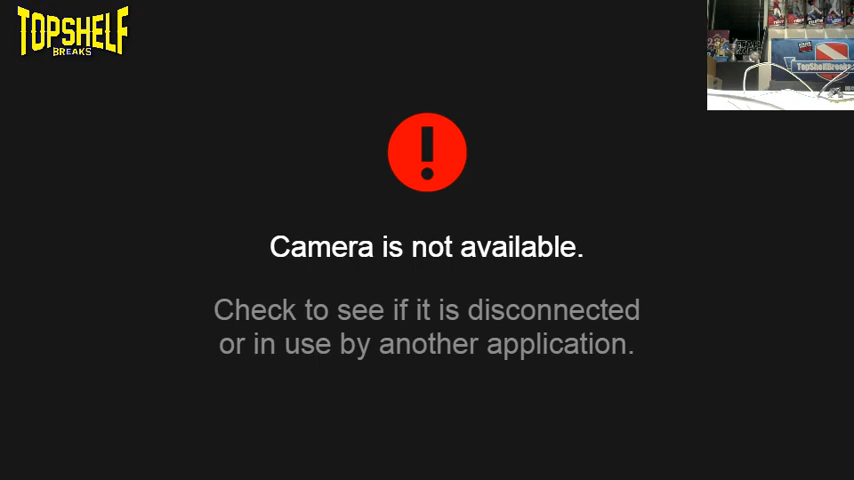 TOPSHELF
BREAKS
TopShelfBreaks
Camera is not available.
Check to see if it is disconnected
or in use by another application.